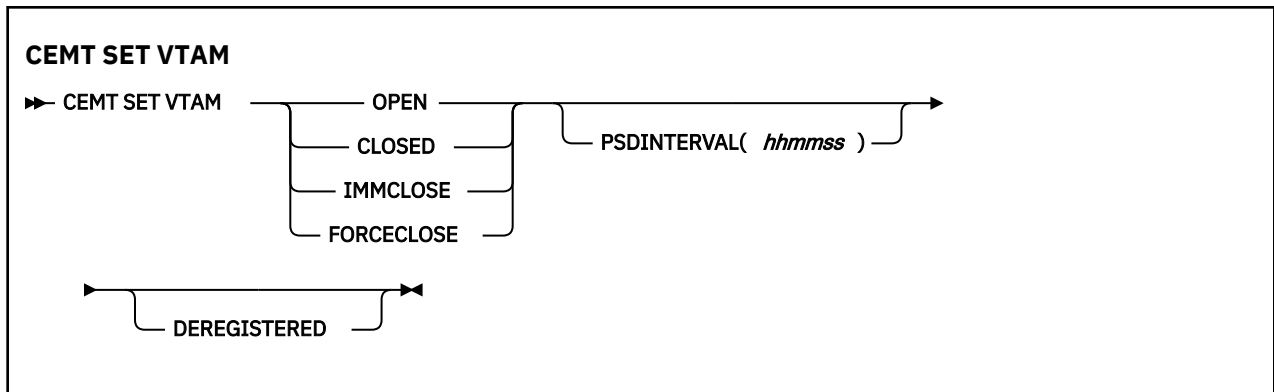 CEMT SET VTAM
CEMT SET VTAM
OPEN
CLOSED
IMMCLOSE
FORCECLOSE
PSDINTERVAL( hhmmss )
DEREGISTERED